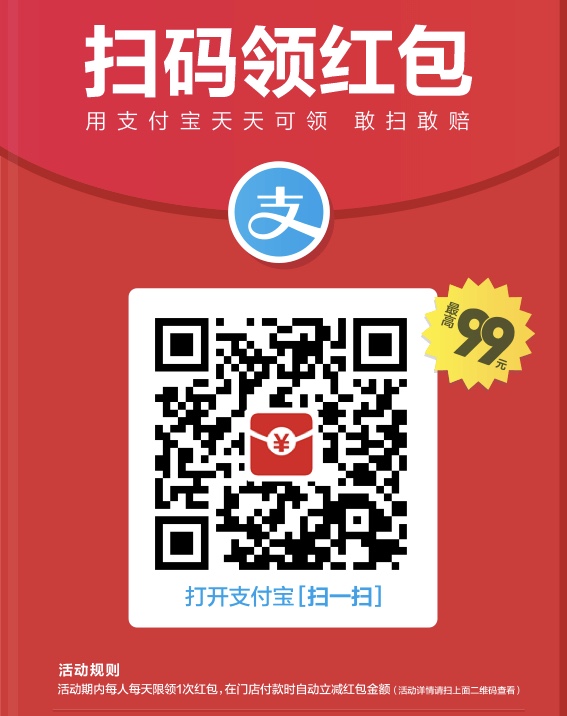 扫码领红包
用支付宝天天可领 敢扫敢赔
支
最高99元
¥
打开支付宝[扫一扫]
活动规则
活动期内每人每天限领1次红包,在门店付款时自动立减红包金额(活动详情请扫上面二维码查看)